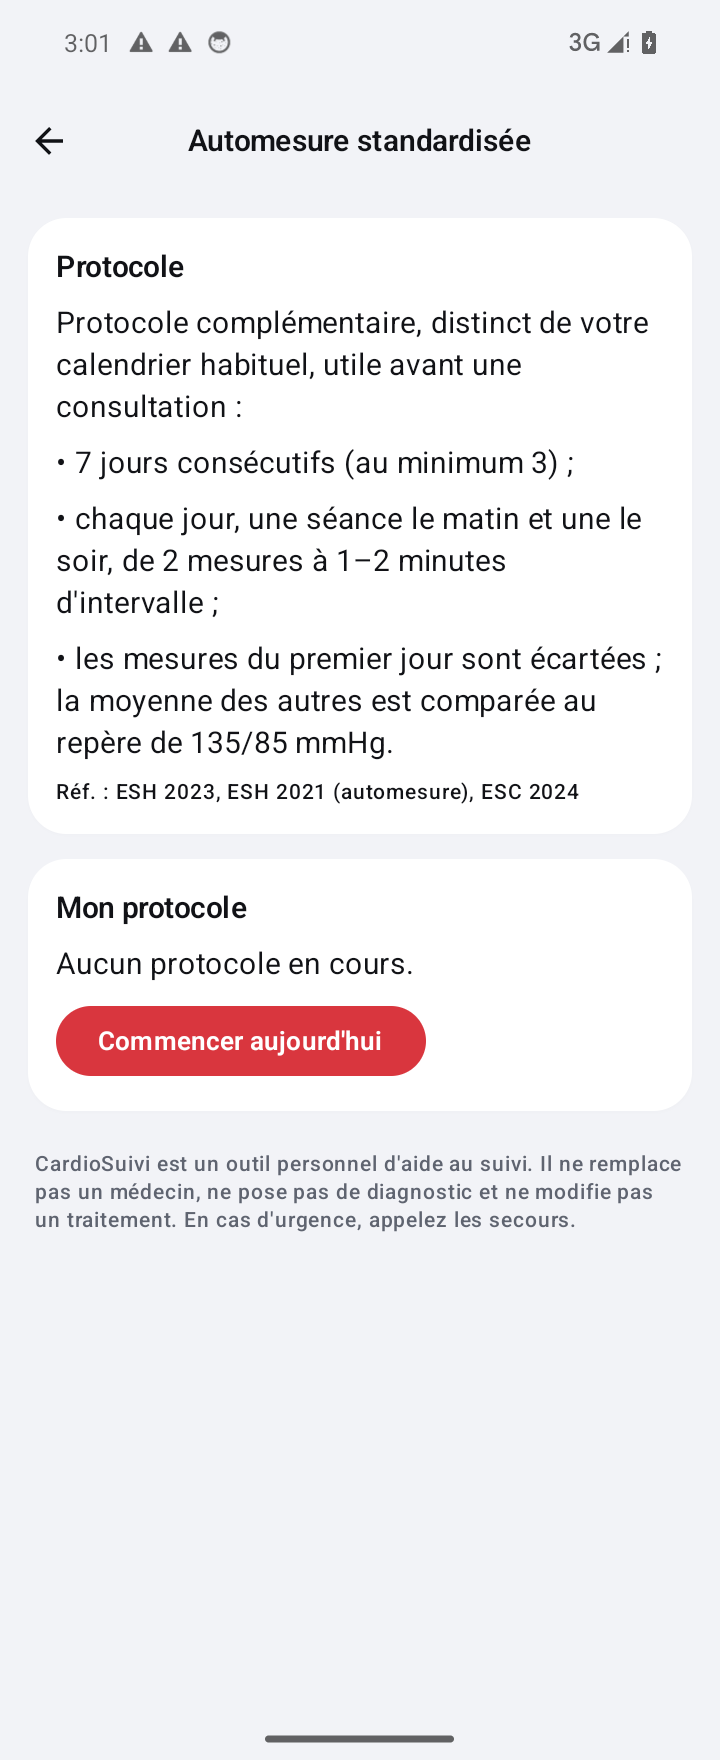 3:01
3G
Automesure standardisée
Protocole
Protocole complémentaire, distinct de votre
calendrier habituel, utile avant une
consultation :
• 7 jours consécutifs (au minimum 3) ;
• chaque jour, une séance le matin et une le
soir, de 2 mesures à 1–2 minutes
d'intervalle ;
• les mesures du premier jour sont écartées ;
la moyenne des autres est comparée au
repère de 135/85 mmHg.
Réf. : ESH 2023, ESH 2021 (automesure), ESC 2024
Mon protocole
Aucun protocole en cours.
Commencer aujourd'hui
CardioSuivi est un outil personnel d'aide au suivi. Il ne remplace
pas un médecin, ne pose pas de diagnostic et ne modifie pas
un traitement. En cas d'urgence, appelez les secours.